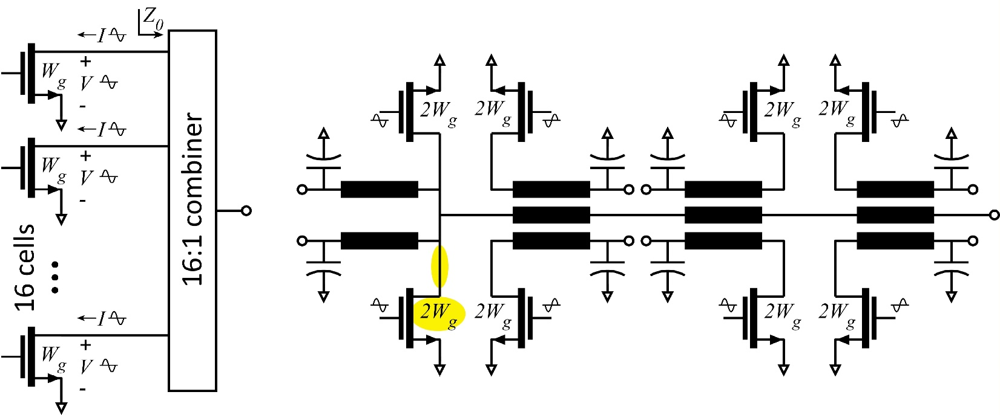 Z0
←I
Wg
+
V
-
←I
Wg
+
V
-
16 cells
←I
Wg
+
V
-
16:1 combiner
2Wg
2Wg
2Wg
2Wg
2Wg
2Wg
2Wg
2Wg